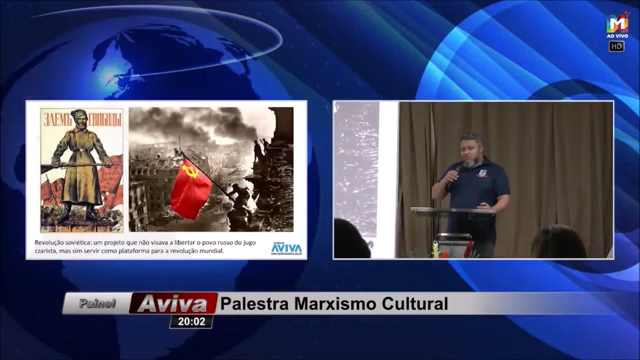 M
AO VIVO
HD
ЗАЕМЪ СВОБОДЫ
Revolução soviética: um projeto que não visava a libertar o povo russo do jugo
czarista, mas sim servir como plataforma para a revolução mundial.
AVIVA
Painel Aviva Palestra Marxismo Cultural
20:02